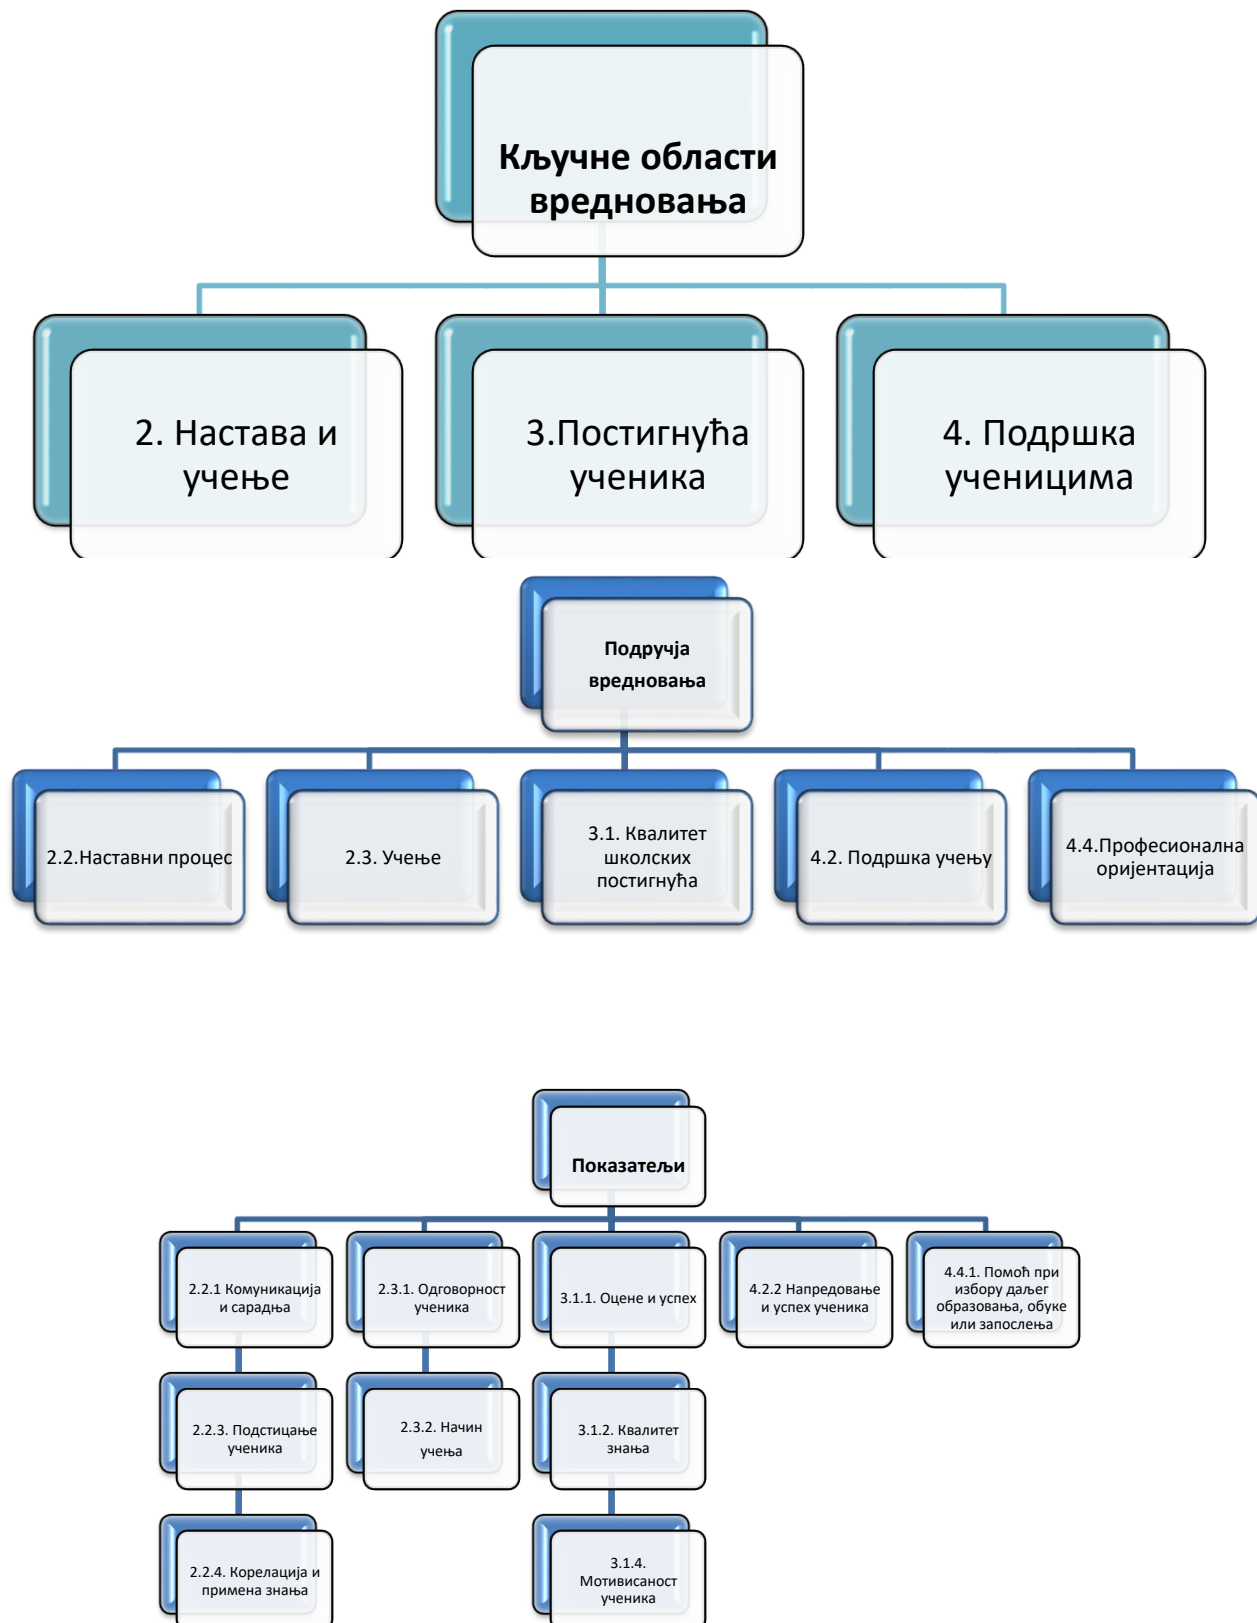 Кључне области
вредновања
2. Настава и
учење
3.Постигнућа
ученика
4. Подршка
ученицима
Подручја
вредновања
2.2.Наставни процес
2.3. Учење
3.1. Квалитет
школских
постигнућа
4.2. Подршка учењу
4.4.Професионална
оријентација
Показатељи
2.2.1 Комуникација
и сарадња
2.3.1. Одговорност
ученика
3.1.1. Оцене и успех
4.2.2 Напредовање
и успех ученика
4.4.1. Помоћ при
избору даљег
образовања, обуке
или запослења
2.2.3. Подстицање
ученика
2.3.2. Начин
учења
3.1.2. Квалитет
знања
2.2.4. Корелација и
примена знања
3.1.4.
Мотивисаност
ученика